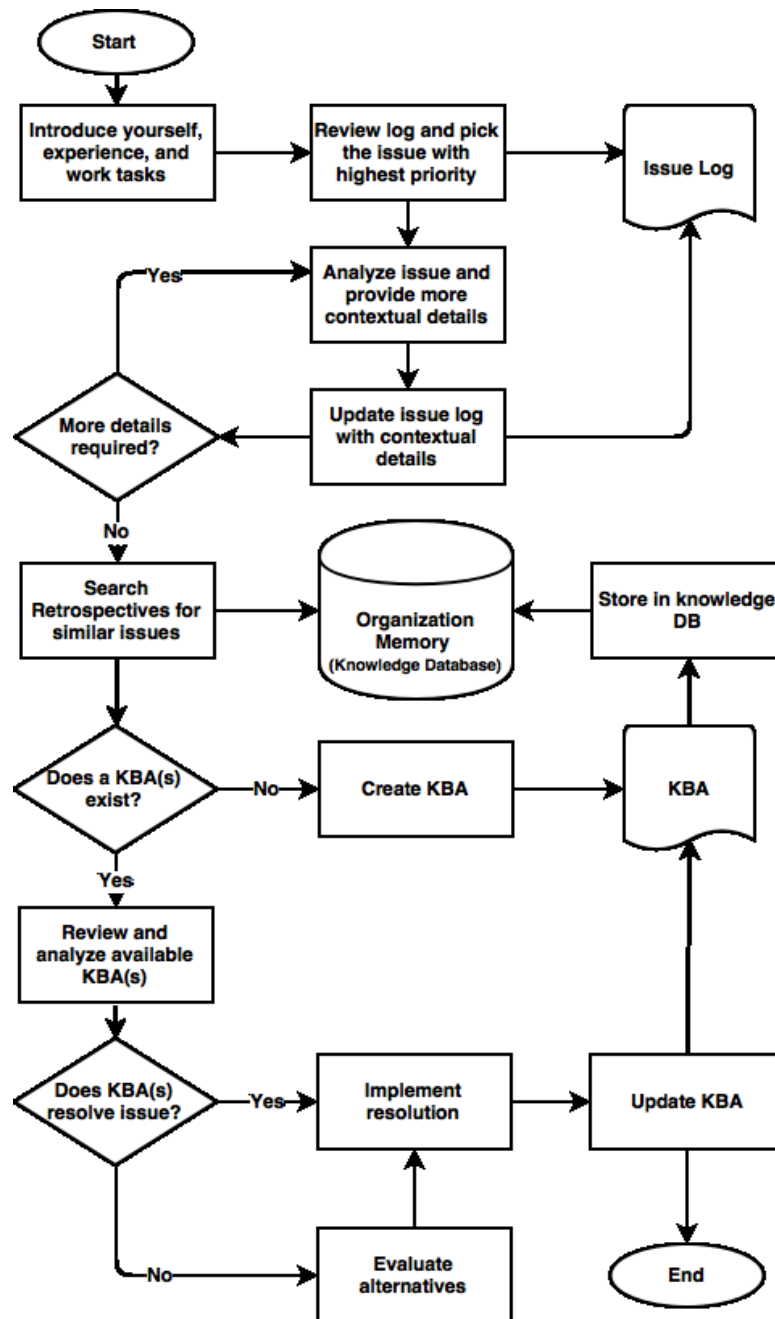 Start
Introduce yourself,
experience, and
work tasks
Review log and pick
the issue with
highest priority
Issue Log
Yes
Analyze issue and
provide more
contextual details
More details
required?
Update issue log
with contextual
details
No
Search
Retrospectives for
similar issues
Organization
Memory
(Knowledge Database)
Store in knowledge
DB
Does a KBA(s)
exist?
No
Create KBA
KBA
Yes
Review and
analyze available
KBA(s)
Does KBA(s)
resolve issue?
Yes
Implement
resolution
Update KBA
No
Evaluate
alternatives
End